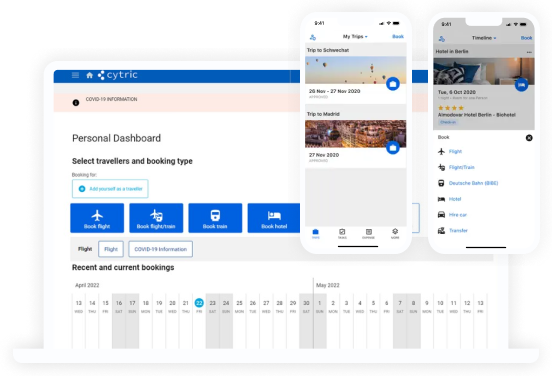 cytric
COVID-19 INFORMATION
Personal Dashboard
Select travellers and booking type
Booking for:
Add yourself as a traveller
Book flight
Book flight/train
Book train
Book hotel
Flight
Flight
COVID-19 Information
Recent and current bookings
April 2022
May 2022
13 14 15 16 17 18 19 20 21 22 23 24 25 26 27 28 29 30 1 2 3 4 5 6 7 8 9 10 11 12 13
WED THU FRI SAT SUN MON TUE WED THU FRI SAT SUN MON TUE WED THU FRI SAT SUN MON TUE WED THU FRI SAT SUN MON TUE WED THU FRI
9:41
My Trips
Book
Trip to Schwechat
26 Nov - 27 Nov 2020
APPROVED
Trip to Madrid
27 Nov 2020
APPROVED
9:41
Timeline
Book
Hotel in Berlin
Tue, 6 Oct 2020
Almodovar Hotel Berlin - Biohotel
Book
Flight
Flight/Train
Deutsche Bahn (BIBE)
Hotel
Hire car
Transfer